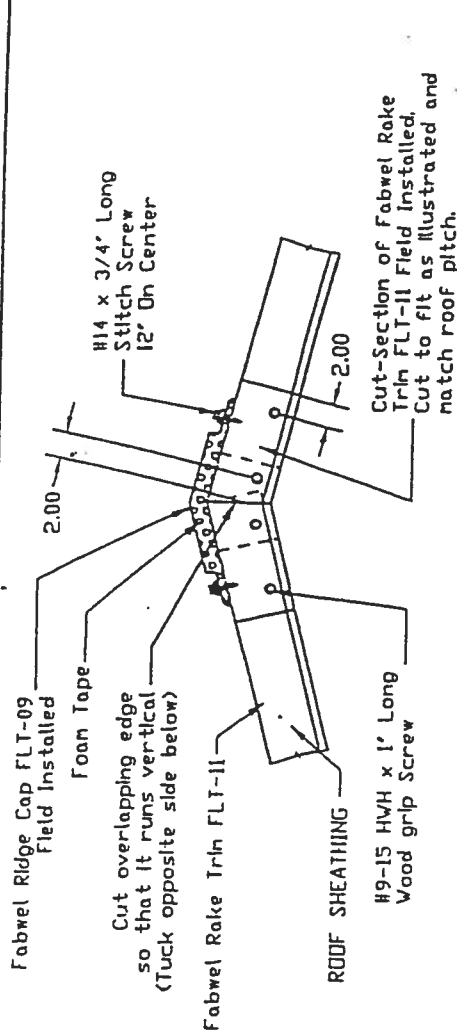 Fabwel Ridge Cap FLT-09
Field Installed
Foam Tape
Cut overlapping edge
so that it runs vertical
(Tuck opposite side below)
Fabwel Rake Trim FLT-11
ROOF SHEATHING
#9-15 HWH x 1" Long
Wood grip Screw
2.00
#14 x 3/4" Long
Stitch Screw
12" On Center
2.00
Cut-Section of Fabwel Rake
Trim FLT-11 Field Installed.
Cut to fit as illustrated and
match roof pitch.